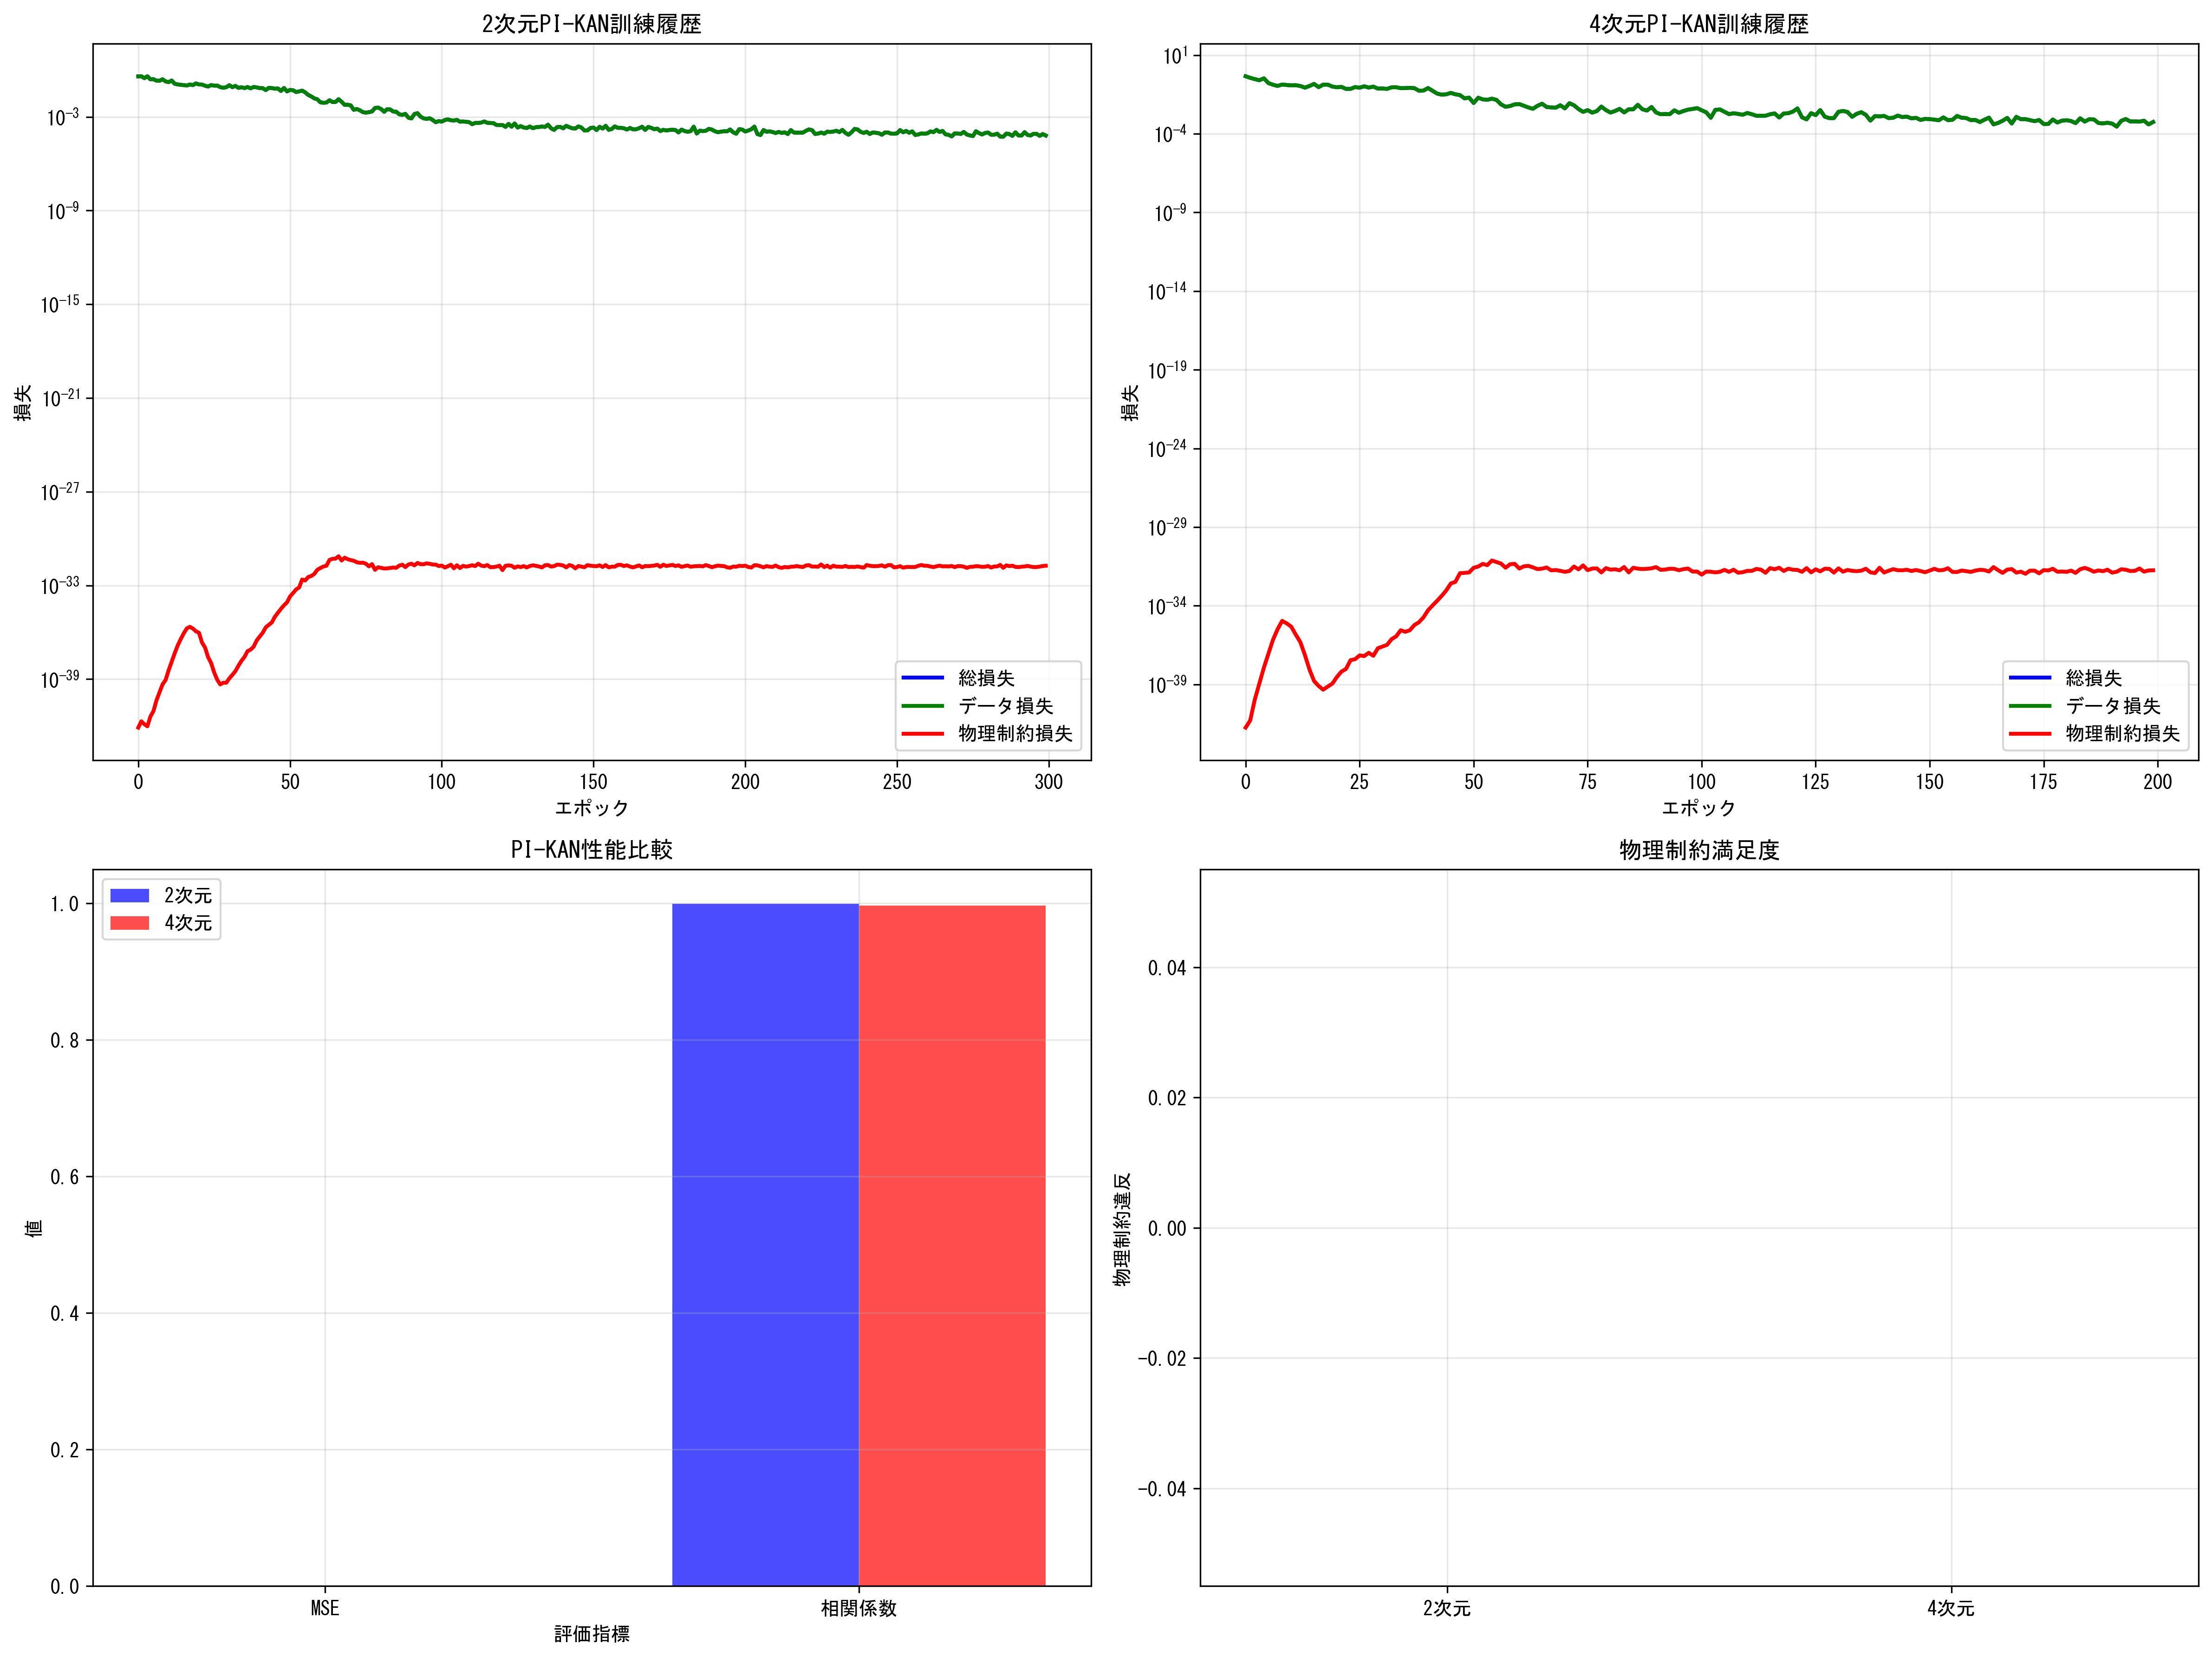 2次元PI-KAN訓練履歴
10^-3
10^-9
10^-15
10^-21
10^-27
10^-33
10^-39
損失
0 50 100 150 200 250 300
エポック
総損失
データ損失
物理制約損失
4次元PI-KAN訓練履歴
10^1
10^-4
10^-9
10^-14
10^-19
10^-24
10^-29
10^-34
10^-39
損失
0 25 50 75 100 125 150 175 200
エポック
総損失
データ損失
物理制約損失
PI-KAN性能比較
2次元
4次元
1.0
0.8
0.6
0.4
0.2
0.0
値
MSE 相関係数
評価指標
物理制約満足度
0.04
0.02
0.00
-0.02
-0.04
物理制約違反
2次元 4次元